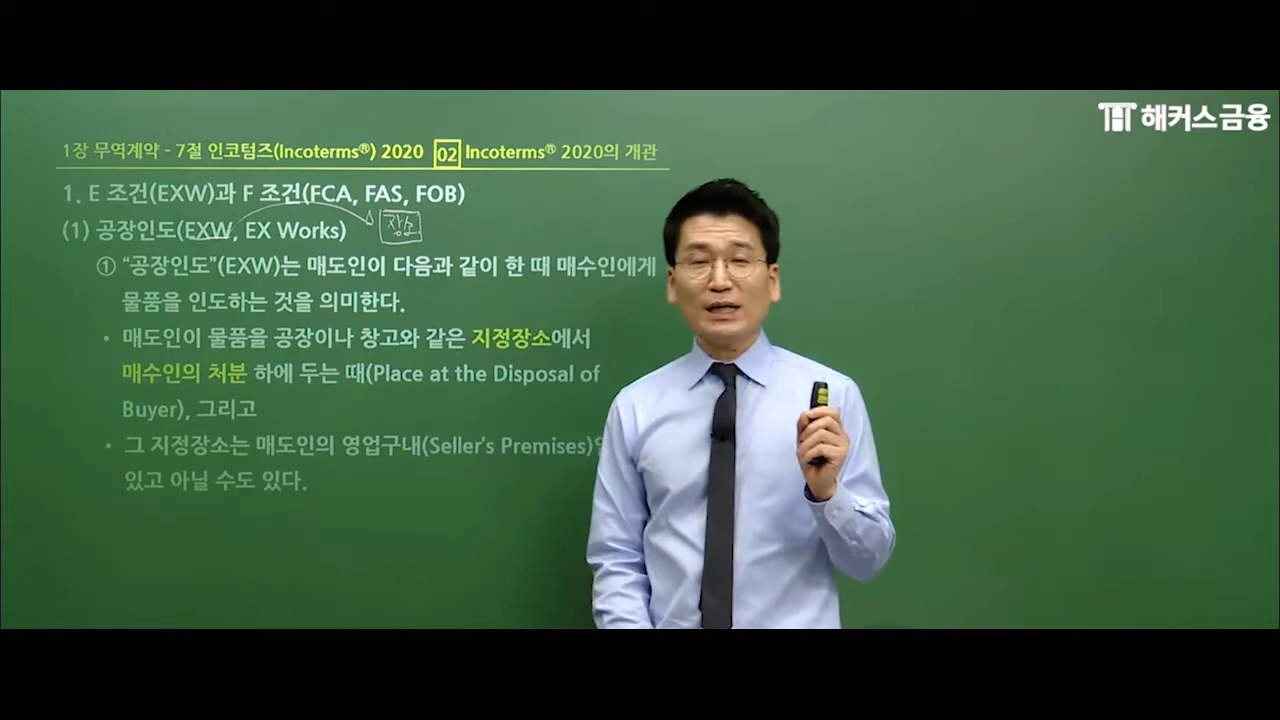 해커스금융
1장 무역계약 - 7절 인코텀즈(Incoterms®) 2020 02 Incoterms® 2020의 개관
1. E 조건(EXW)과 F 조건(FCA, FAS, FOB)
(1) 공장인도(EXW, EX Works) 장소
① “공장인도”(EXW)는 매도인이 다음과 같이 한 때 매수인에게
물품을 인도하는 것을 의미한다.
• 매도인이 물품을 공장이나 창고와 같은 지정장소에서
매수인의 처분 하에 두는 때(Place at the Disposal of
Buyer), 그리고
• 그 지정장소는 매도인의 영업구내(Seller's Premises)
있고 아닐 수도 있다.